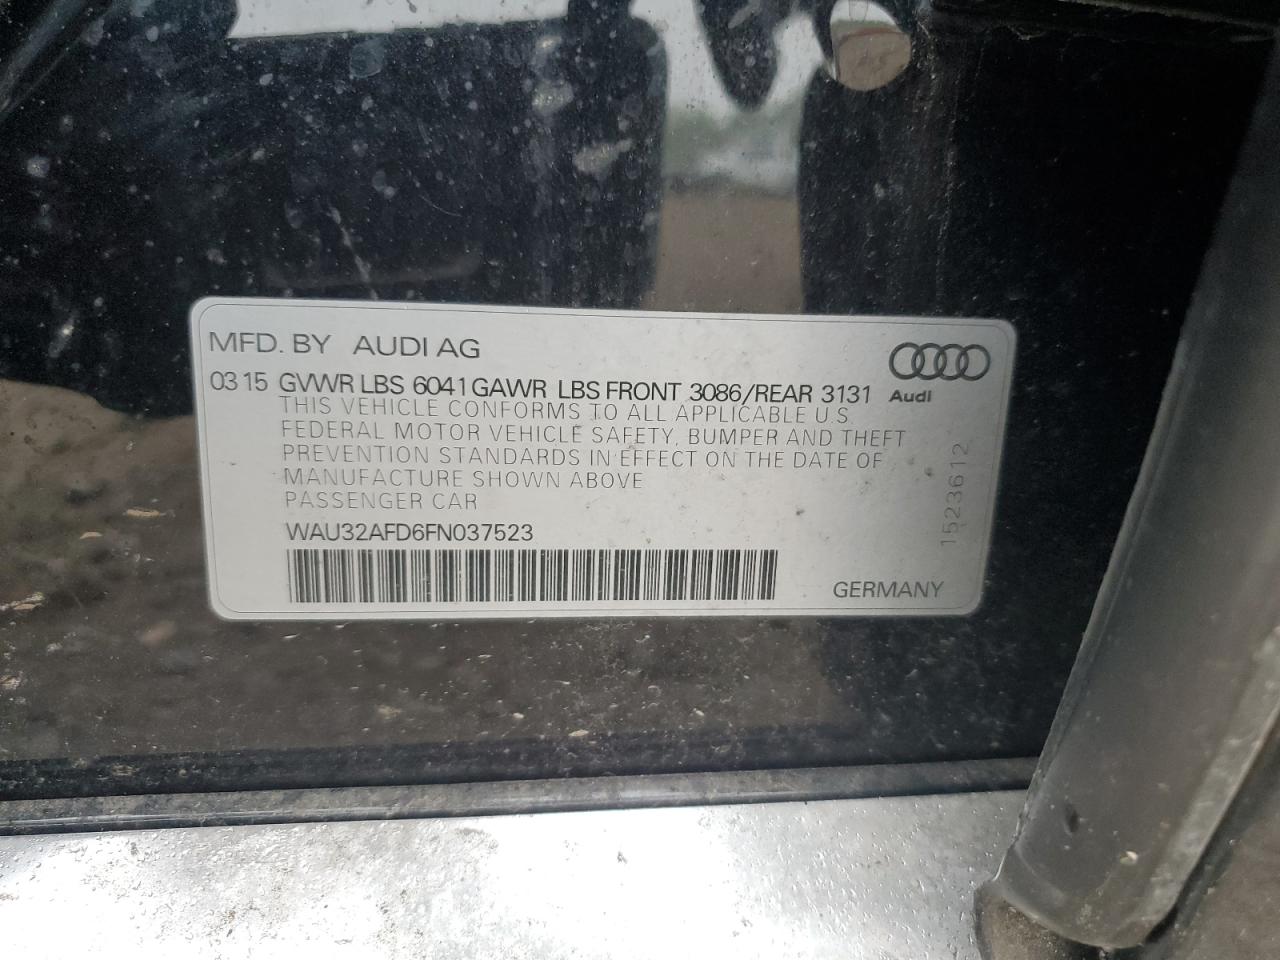 MFD. BY AUDI AG
03 15 GVWR LBS 6041 GAWR LBS FRONT 3086/REAR 3131
Audi
THIS VEHICLE CONFORMS TO ALL APPLICABLE U.S.
FEDERAL MOTOR VEHICLE SAFETY, BUMPER AND THEFT
PREVENTION STANDARDS IN EFFECT ON THE DATE OF
MANUFACTURE SHOWN ABOVE
PASSENGER CAR
WAU32AFD6FN037523
GERMANY
1523612